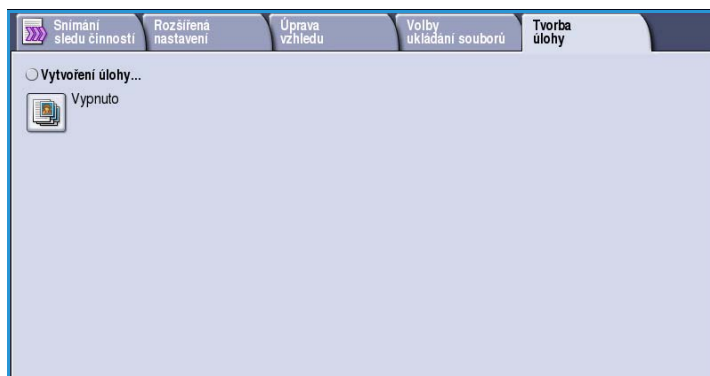 Snímání
sledu činností
Rozšířená
nastavení
Úprava
vzhledu
Volby
ukládání souborů
Tvorba
úlohy
Vytvoření úlohy...
Vypnuto